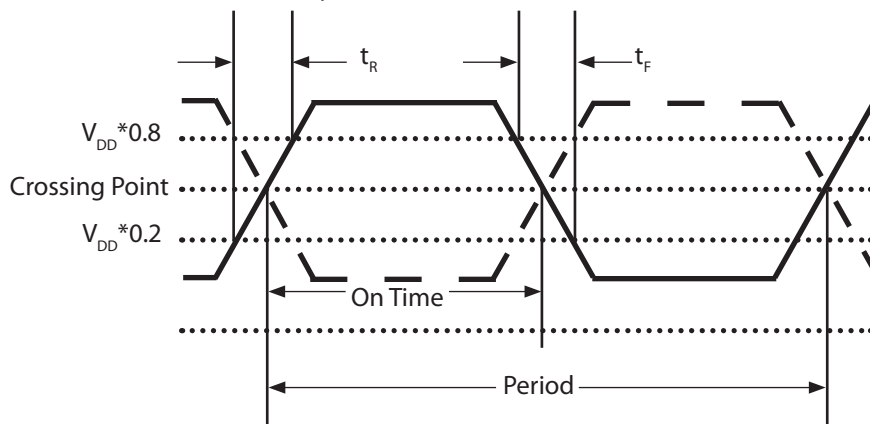 t_R
t_F
V_DD*0.8
Crossing Point
V_DD*0.2
On Time
Period